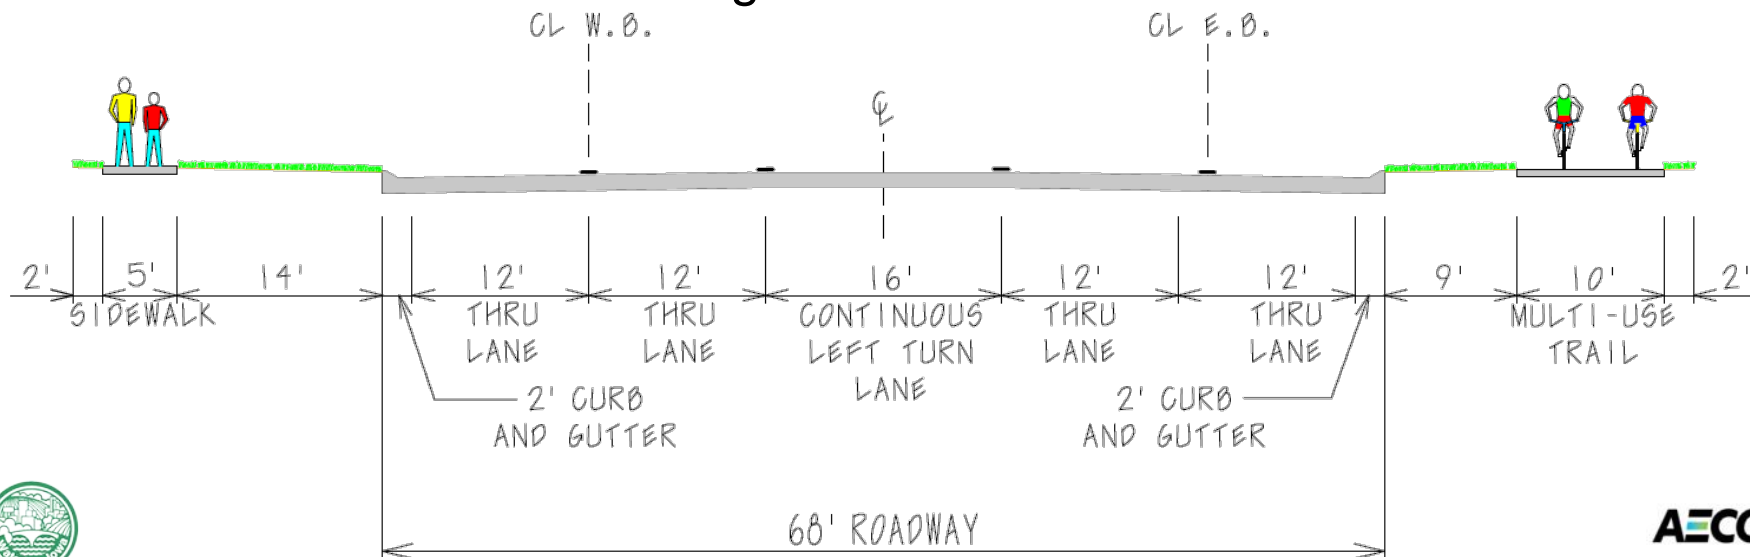 CL W.B.
CL E.B.
2' 5' 14' 12' 12' 16' 12' 12' 9' 10' 2'
SIDEWALK THRU THRU CONTINUOUS THRU THRU MULTI-USE
LANE LANE LEFT TURN LANE LANE TRAIL
LANE
2' CURB 2' CURB
AND GUTTER AND GUTTER
68' ROADWAY